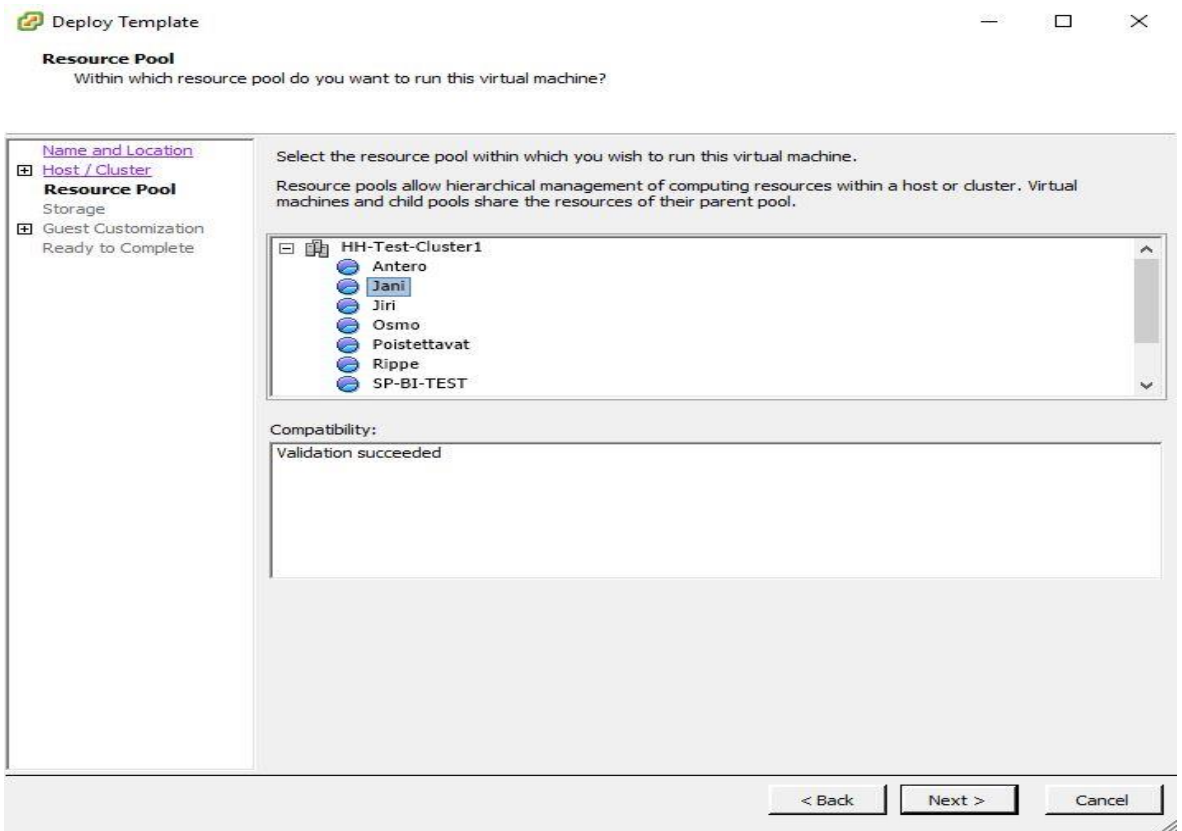 Deploy Template
Resource Pool
Within which resource pool do you want to run this virtual machine?
Name and Location
Host / Cluster
Resource Pool
Storage
Guest Customization
Ready to Complete
Select the resource pool within which you wish to run this virtual machine.
Resource pools allow hierarchical management of computing resources within a host or cluster. Virtual
machines and child pools share the resources of their parent pool.
HH-Test-Cluster1
Antero
Jani
Jiri
Osmo
Poistettavat
Rippe
SP-BI-TEST
Compatibility:
Validation succeeded
< Back
Next >
Cancel